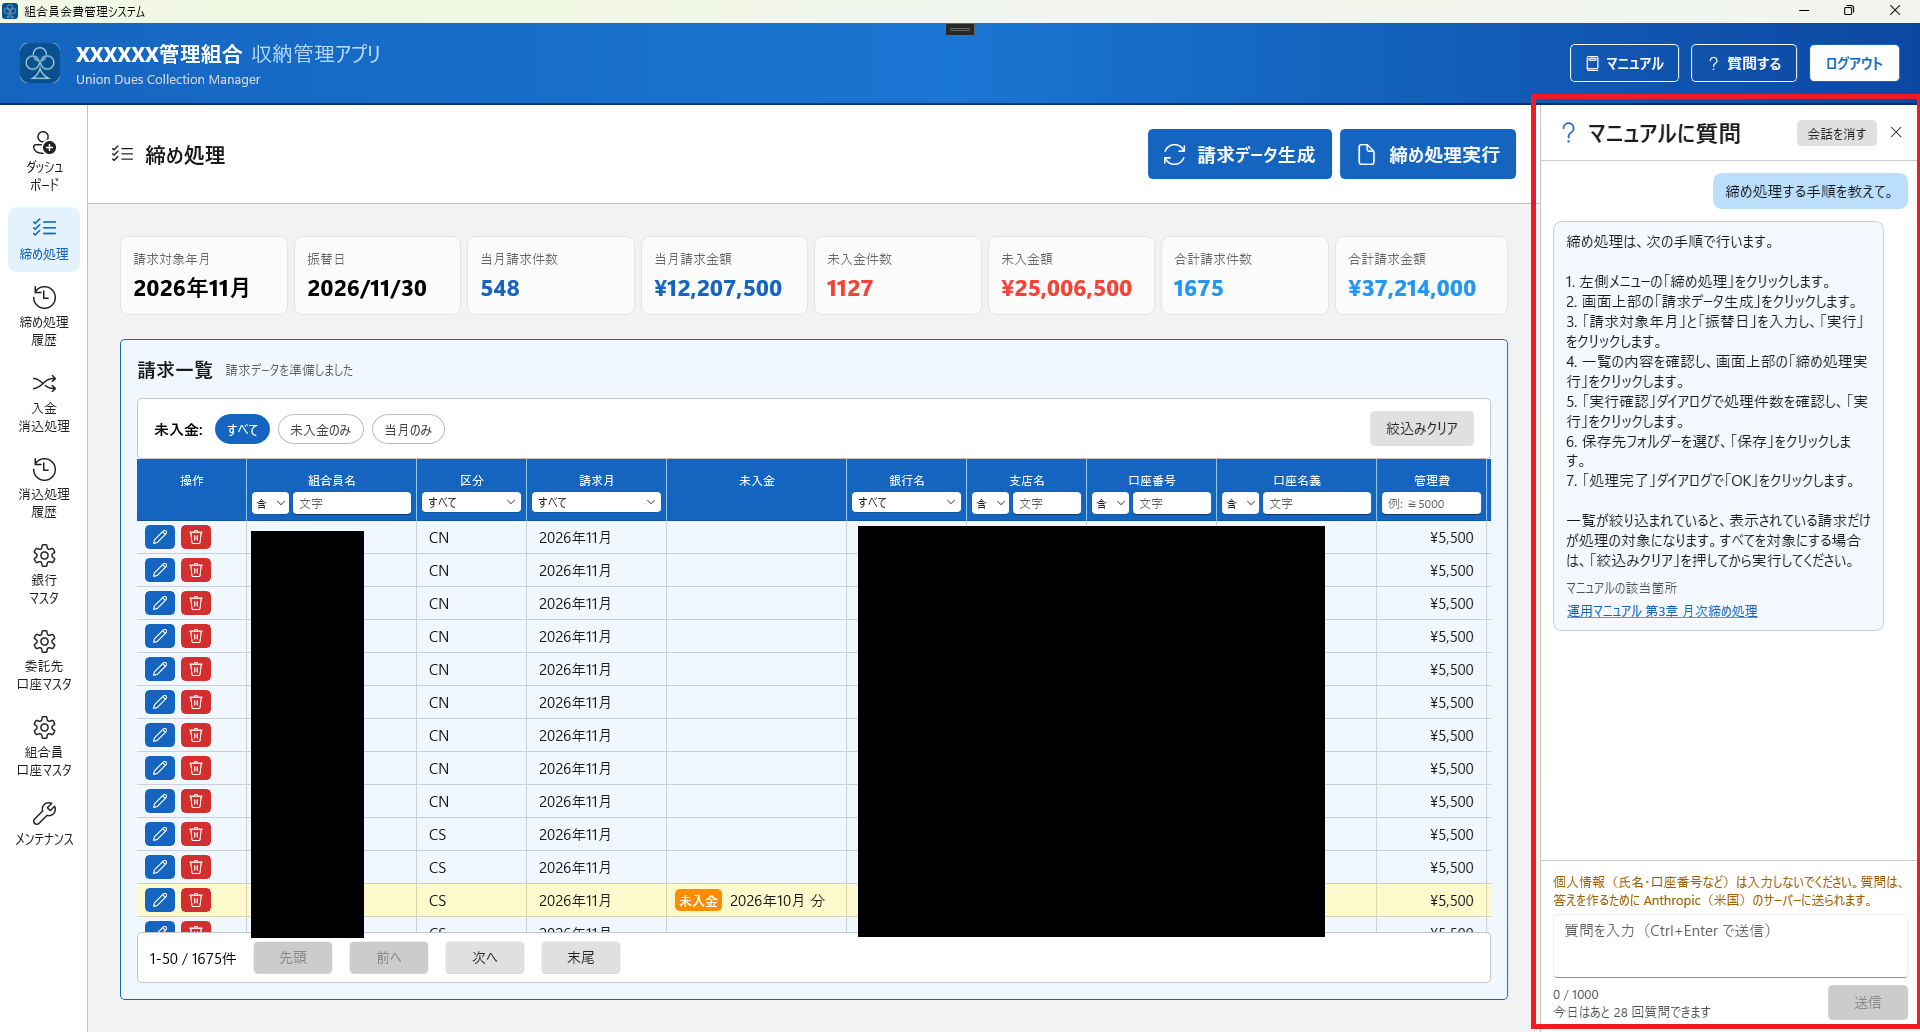 組合員会費管理システム
XXXXXX管理組合 収納管理アプリ
Union Dues Collection Manager
マニュアル
? 質問する
ログアウト
ダッシュ
ボード
締め処理
締め処理
履歴
入金
消込処理
消込処理
履歴
銀行
マスタ
委託先
口座マスタ
組合員
口座マスタ
メンテナンス
締め処理
請求データ生成
締め処理実行
請求対象年月
2026年11月
振替日
2026/11/30
当月請求件数
548
当月請求金額
¥12,207,500
未入金件数
1127
未入金額
¥25,006,500
合計請求件数
1675
合計請求金額
¥37,214,000
請求一覧 請求データを準備しました
未入金: すべて 未入金のみ 当月のみ
絞込みクリア
操作 組合員名 区分 請求月 未入金 銀行名 支店名 口座番号 口座名義 管理費
含 文字 すべて すべて すべて 含 文字 含 文字 含 文字 例: ≧5000
CN 2026年11月 ¥5,500
CN 2026年11月 ¥5,500
CN 2026年11月 ¥5,500
CN 2026年11月 ¥5,500
CN 2026年11月 ¥5,500
CN 2026年11月 ¥5,500
CN 2026年11月 ¥5,500
CN 2026年11月 ¥5,500
CN 2026年11月 ¥5,500
CS 2026年11月 ¥5,500
CS 2026年11月 ¥5,500
CS 2026年11月 未入金 2026年10月 分 ¥5,500
CS 2026年11月 ¥5,500
1-50 / 1675件 先頭 前へ 次へ 末尾
? マニュアルに質問
会話を消す
締め処理する手順を教えて。
締め処理は、次の手順で行います。
1. 左側メニューの「締め処理」をクリックします。
2. 画面上部の「請求データ生成」をクリックします。
3. 「請求対象年月」と「振替日」を入力し、「実行」
をクリックします。
4. 一覧の内容を確認し、画面上部の「締め処理実
行」をクリックします。
5. 「実行確認」ダイアログで処理件数を確認し、「実
行」をクリックします。
6. 保存先フォルダーを選び、「保存」をクリックしま
す。
7. 「処理完了」ダイアログで「OK」をクリックします。
一覧が絞り込まれていると、表示されている請求だけ
が処理の対象になります。すべてを対象にする場合
は、「絞込みクリア」を押してから実行してください。
マニュアルの該当箇所
運用マニュアル 第3章 月次締め処理
個人情報（氏名・口座番号など）は入力しないでください。質問は、
答えを作るために Anthropic（米国）のサーバーに送られます。
質問を入力（Ctrl+Enter で送信）
0 / 1000
今日はあと 28 回質問できます
送信